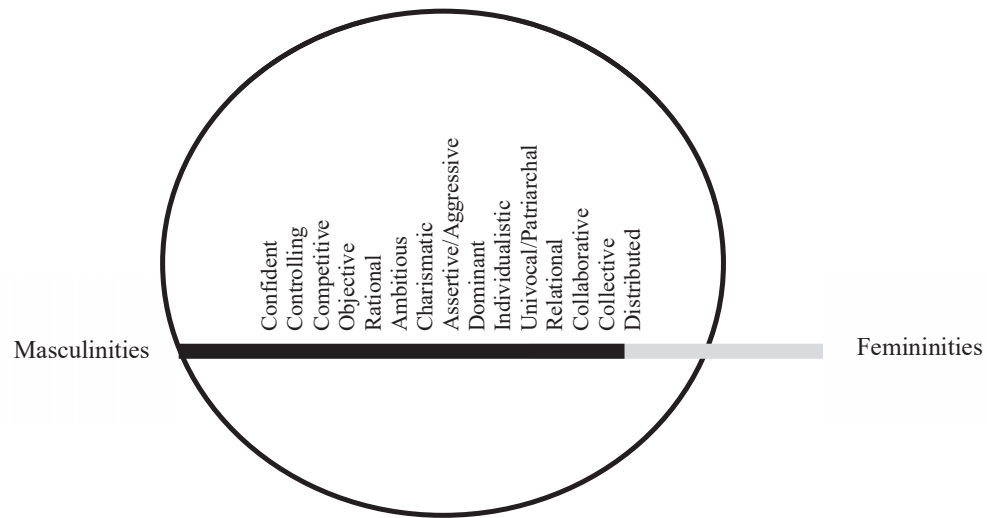 Masculinities
Confident
Controlling
Competitive
Objective
Rational
Ambitious
Charismatic
Assertive/Aggressive
Dominant
Individualistic
Univocal/Patriarchal
Relational
Collaborative
Collective
Distributed
Femininities